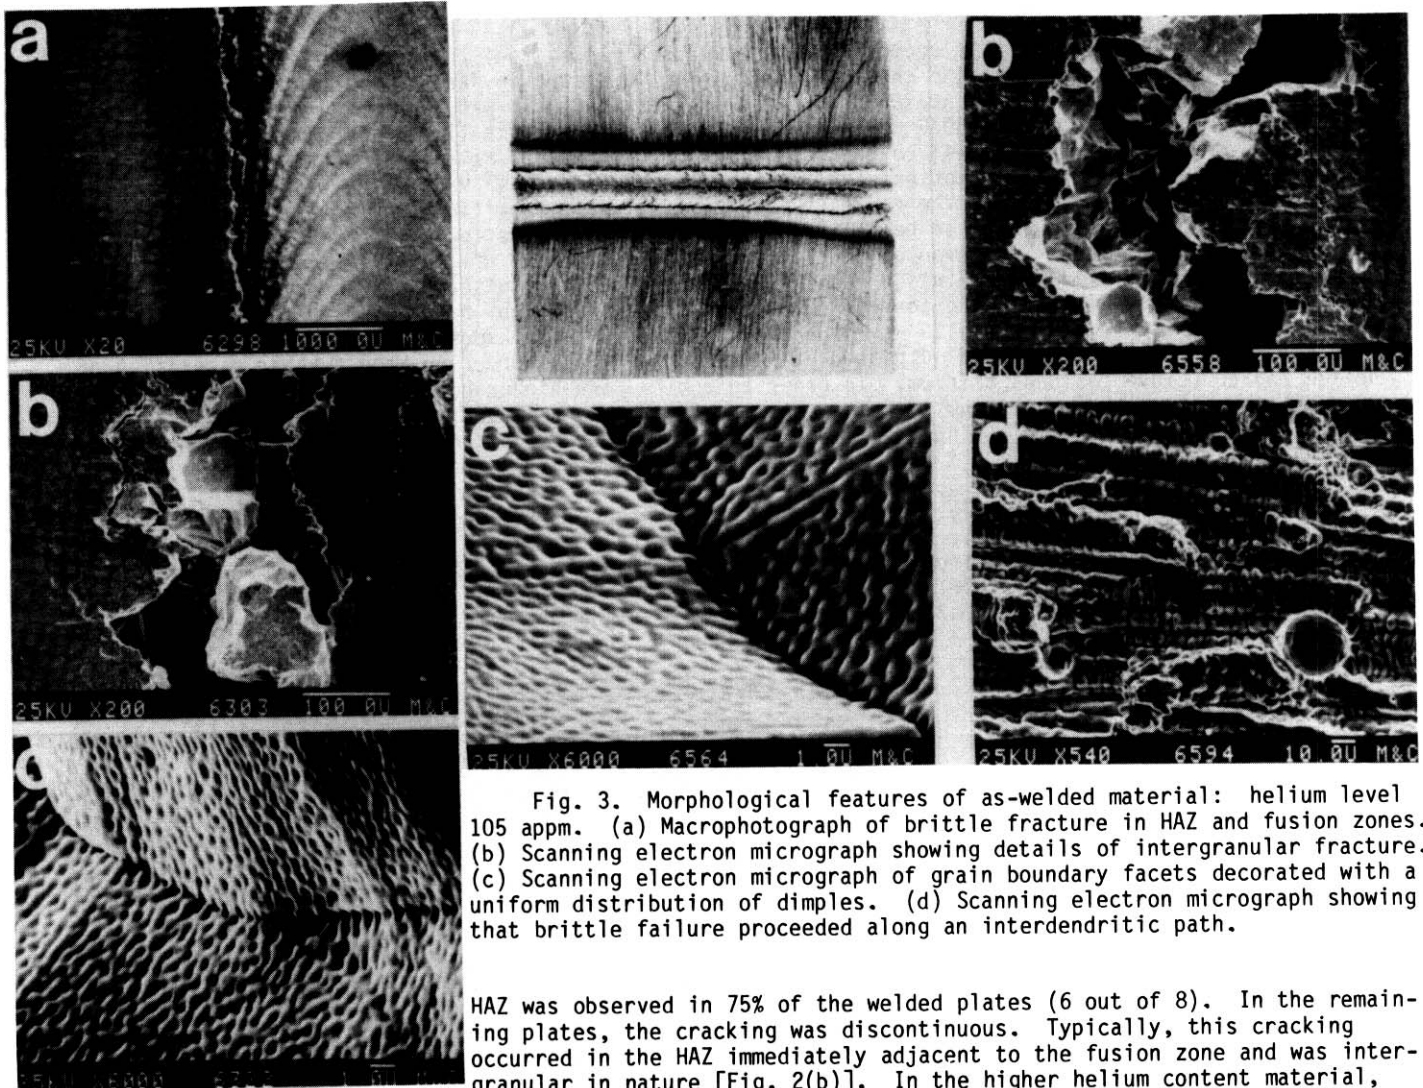 a
25KV X20 6298 1000.0U M&C
b
25KV X200 6303 100.0U M&C
c
25KV X6000 1.0U M&C
a
b
25KV X200 6558 100.0U M&C
c
25KV X6000 6564 1.0U M&C
d
25KV X540 6594 10.0U M&C
Fig. 3. Morphological features of as-welded material: helium level
105 appm. (a) Macrophotograph of brittle fracture in HAZ and fusion zones.
(b) Scanning electron micrograph showing details of intergranular fracture.
(c) Scanning electron micrograph of grain boundary facets decorated with a
uniform distribution of dimples. (d) Scanning electron micrograph showing
that brittle failure proceeded along an interdendritic path.
HAZ was observed in 75% of the welded plates (6 out of 8). In the remain-
ing plates, the cracking was discontinuous. Typically, this cracking
occurred in the HAZ immediately adjacent to the fusion zone and was inter-
granular in nature [Fig. 2(b)]. In the higher helium content material,